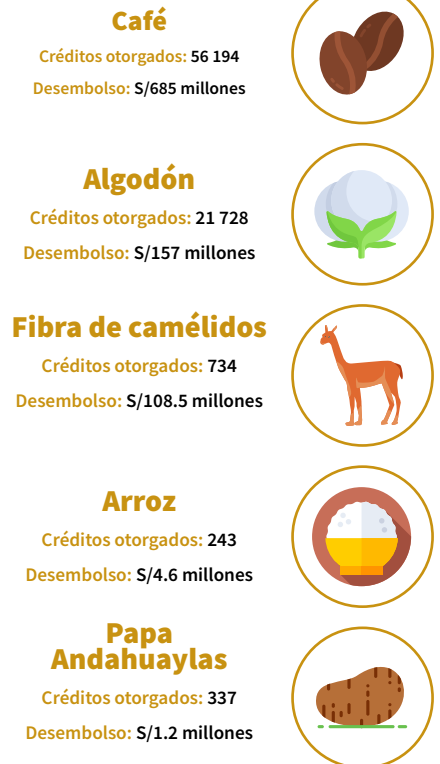 Café
Créditos otorgados: 56 194
Desembolso: S/685 millones
Algodón
Créditos otorgados: 21 728
Desembolso: S/157 millones
Fibra de camélidos
Créditos otorgados: 734
Desembolso: S/108.5 millones
Arroz
Créditos otorgados: 243
Desembolso: S/4.6 millones
Papa
Andahuaylas
Créditos otorgados: 337
Desembolso: S/1.2 millones